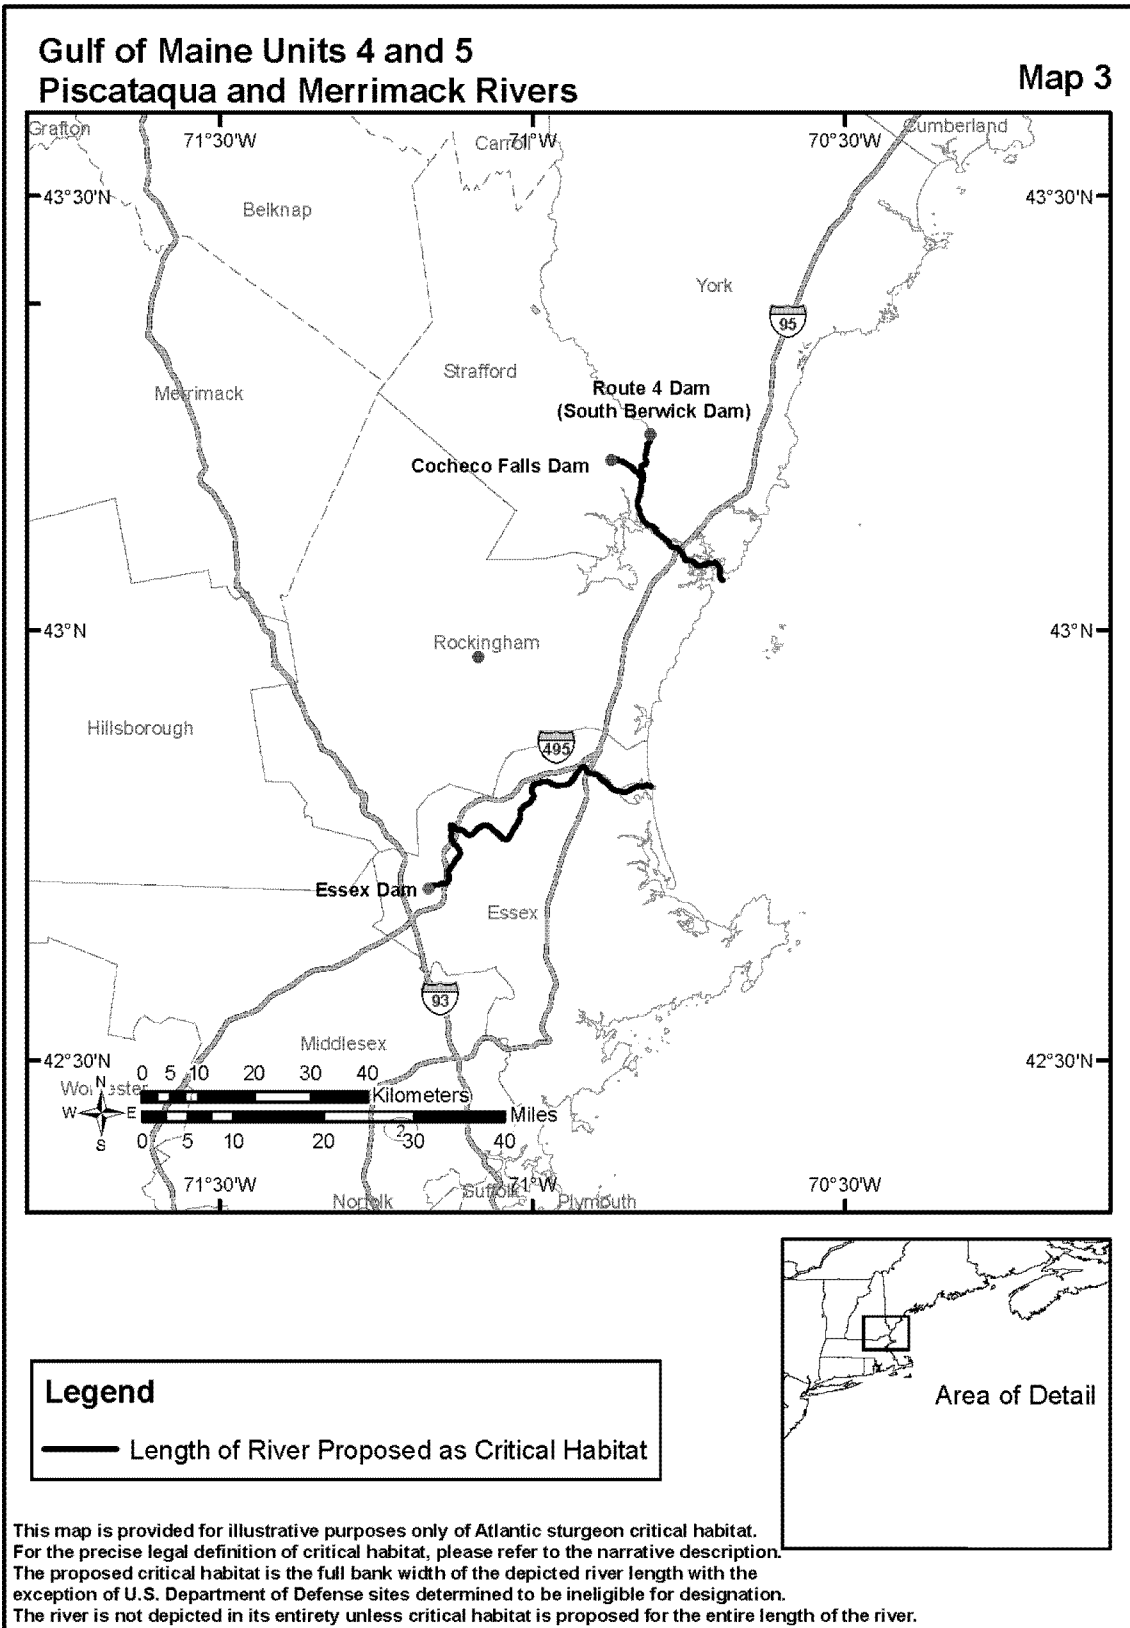 Gulf of Maine Units 4 and 5
Piscataqua and Merrimack Rivers
Map 3
Grafton
71°30'W
Carroll
71°W
70°30'W
Cumberland
43°30'N
43°30'N
Belknap
York
95
Strafford
Route 4 Dam
(South Berwick Dam)
Merrimack
Cocheco Falls Dam
43°N
43°N
Rockingham
Hillsborough
495
Essex Dam
Essex
93
Middlesex
42°30'N
42°30'N
0 5 10 20 30 40
Kilometers
Worcester
N
W E
S
Miles
0 5 10 20 30 40
2
71°30'W
71°W
70°30'W
Norfolk
Suffolk
Plymouth
Area of Detail
Legend
Length of River Proposed as Critical Habitat
This map is provided for illustrative purposes only of Atlantic sturgeon critical habitat.
For the precise legal definition of critical habitat, please refer to the narrative description.
The proposed critical habitat is the full bank width of the depicted river length with the
exception of U.S. Department of Defense sites determined to be ineligible for designation.
The river is not depicted in its entirety unless critical habitat is proposed for the entire length of the river.